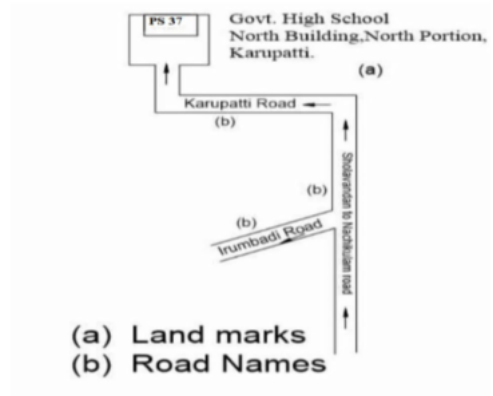 PS 37
Govt. High School
North Building,North Portion,
Karupatti.
(a)
Karupatti Road
(b)
(b)
Sholavandan to Nachikulam road
(b)
Irumbadi Road
(a) Land marks
(b) Road Names